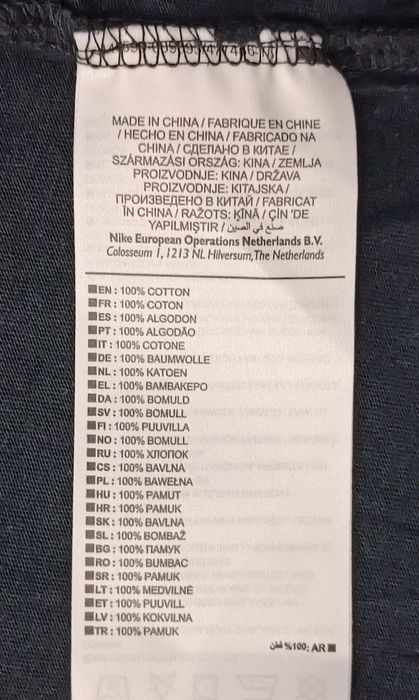 MADE IN CHINA / FABRIQUE EN CHINE
/ HECHO EN CHINA / FABRICADO NA
CHINA / СДЕЛАНО В КИТАЕ /
SZÁRMAZÁSI ORSZÁG: KINA / ZEMLJA
PROIZVODNJE: KINA / DRŽAVA
PROIZVODNJE: KITAJSKA /
ПРОИЗВЕДЕНО В КИТАЙ / FABRICAT
ÎN CHINA / RAŽOTS: ĶĪNĀ / ÇİN 'DE
YAPILMIŞTIR / صنع في الصين
Nike European Operations Netherlands B.V.
Colosseum 1, 1213 NL Hilversum, The Netherlands
EN : 100% COTTON
FR : 100% COTON
ES : 100% ALGODON
PT : 100% ALGODÃO
IT : 100% COTONE
DE : 100% BAUMWOLLE
NL : 100% KATOEN
EL : 100% ΒΑΜΒΑΚΕΡΟ
DA : 100% BOMULD
SV : 100% BOMULL
FI : 100% PUUVILLA
NO : 100% BOMULL
RU : 100% ХЛОПОК
CS : 100% BAVLNA
PL : 100% BAWEŁNA
HU : 100% PAMUT
HR : 100% PAMUK
SK : 100% BAVLNA
SL : 100% BOMBAŽ
BG : 100% ПАМУК
RO : 100% BUMBAC
SR : 100% PAMUK
LT : 100% MEDVILNĖ
ET : 100% PUUVILL
LV : 100% KOKVILNA
TR : 100% PAMUK
قطن %100 : AR